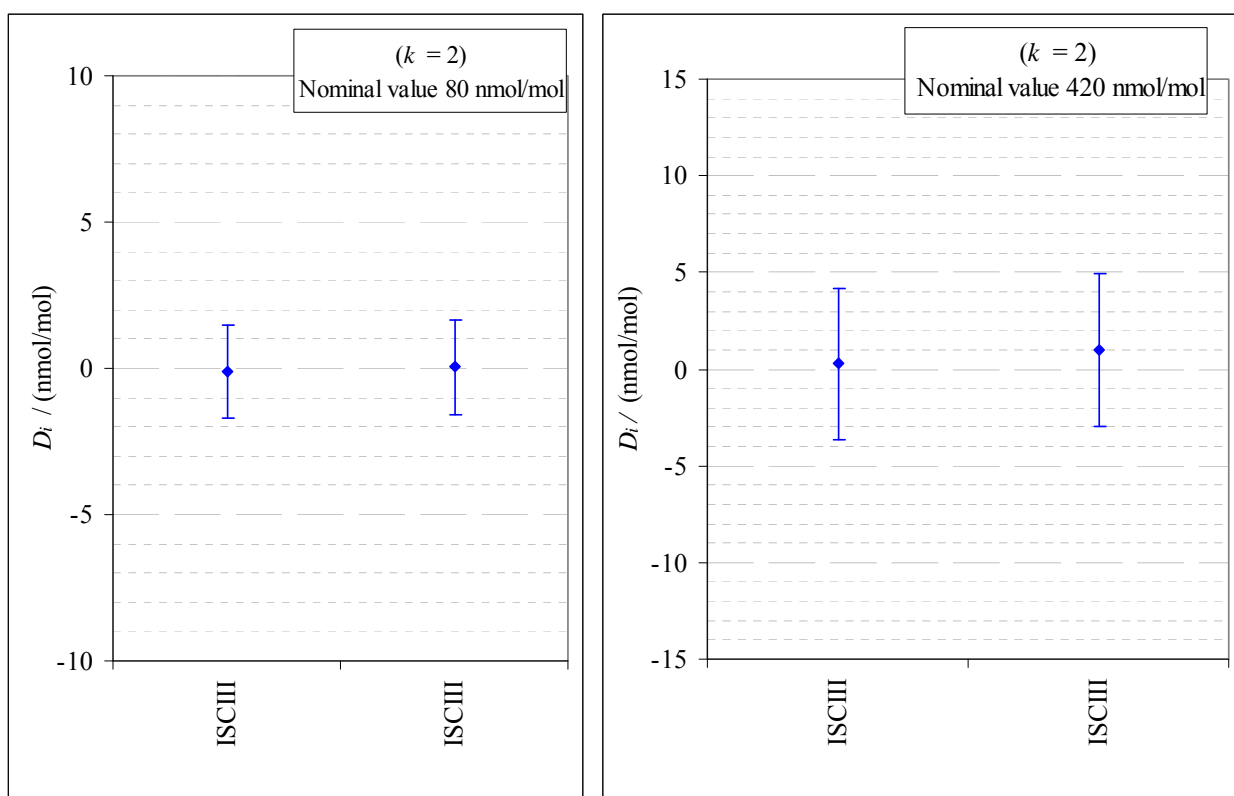 (k = 2)
Nominal value 80 nmol/mol
10
5
0
-5
-10
Di / (nmol/mol)
ISCIII
ISCIII
(k = 2)
Nominal value 420 nmol/mol
15
10
5
0
-5
-10
-15
Di / (nmol/mol)
ISCIII
ISCIII